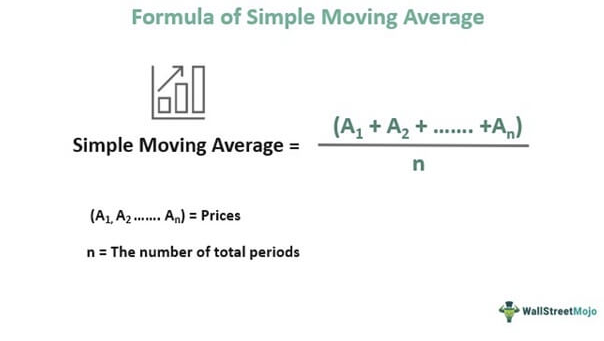 Formula of Simple Moving Average
Simple Moving Average = (A₁ + A₂ + ....... +Aₙ)
n
(A₁, A₂ ....... Aₙ) = Prices
n = The number of total periods
WallStreetMojo